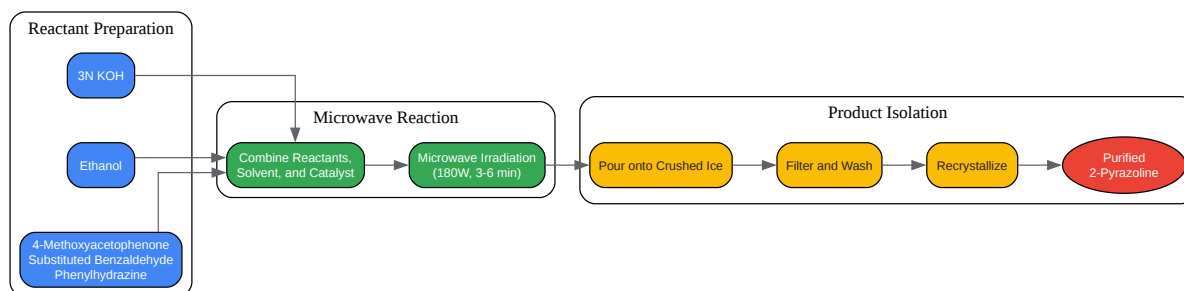 Reactant Preparation
3N KOH
Ethanol
4-Methoxyacetophenone
Substituted Benzaldehyde
Phenylhydrazine
Microwave Reaction
Combine Reactants,
Solvent, and Catalyst
Microwave Irradiation
(180W, 3-6 min)
Product Isolation
Pour onto Crushed Ice
Filter and Wash
Recrystallize
Purified
2-Pyrazoline